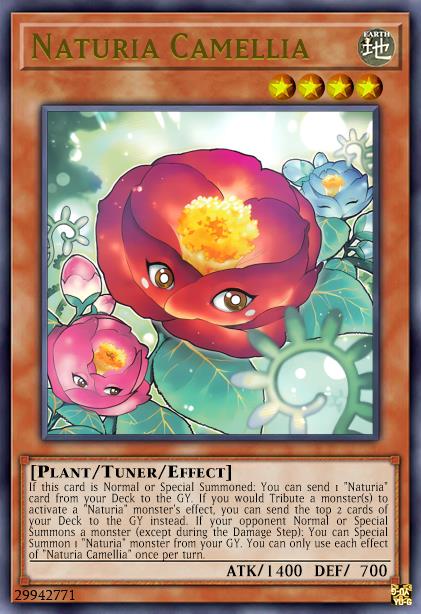 NATURIA CAMELLIA
EARTH
地
[PLANT/TUNER/EFFECT]
If this card is Normal or Special Summoned: You can send 1 "Naturia"
card from your Deck to the GY. If you would Tribute a monster(s) to
activate a "Naturia" monster's effect, you can send the top 2 cards of
your Deck to the GY instead. If your opponent Normal or Special
Summons a monster (except during the Damage Step): You can Special
Summon 1 "Naturia" monster from your GY. You can only use each effect
of "Naturia Camellia" once per turn.
ATK/1400 DEF/ 700
29942771